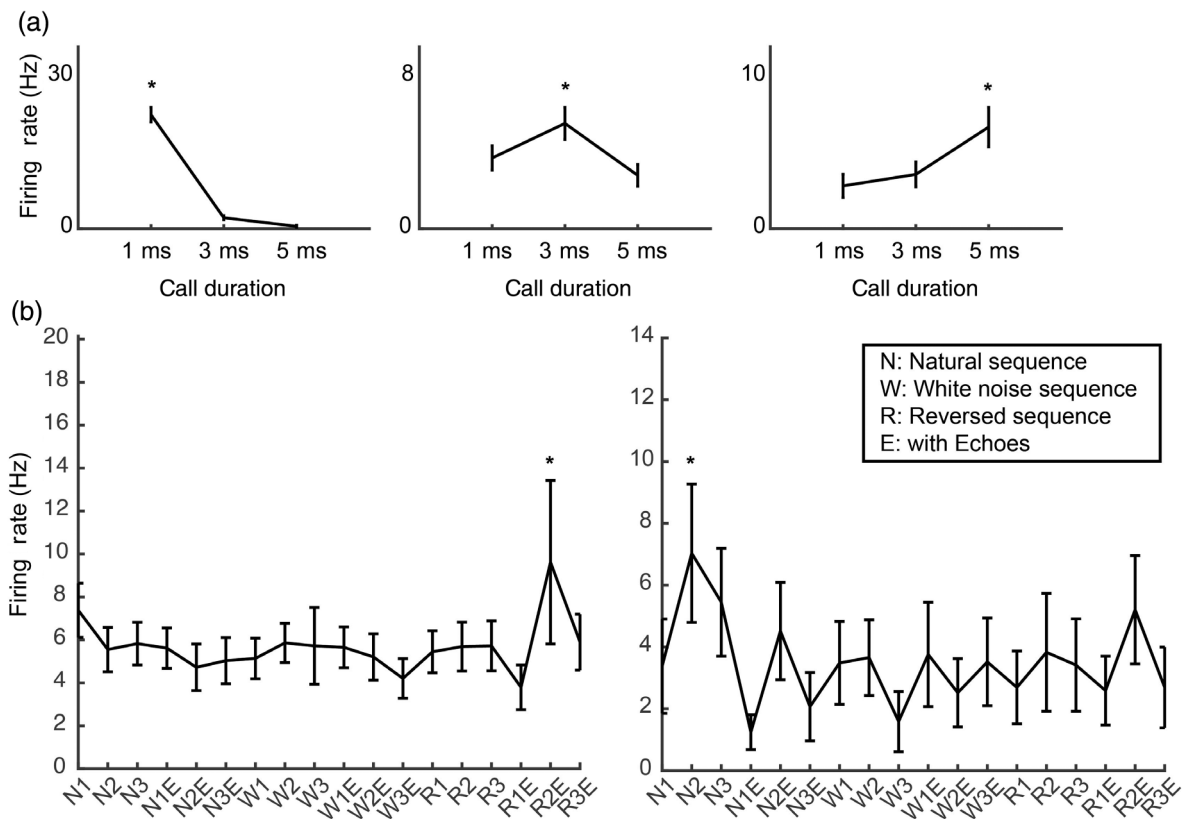 (a)
Firing rate (Hz)
30
0
*
1 ms 3 ms 5 ms
Call duration
8
0
*
1 ms 3 ms 5 ms
Call duration
10
0
*
1 ms 3 ms 5 ms
Call duration
(b)
Firing rate (Hz)
20
18
16
14
12
10
8
6
4
2
0
*
N1 N2 N3 N1E N2E N3E W1 W2 W3 W1E W2E W3E R1 R2 R3 R1E R2E R3E
14
12
10
8
6
4
2
0
*
N: Natural sequence
W: White noise sequence
R: Reversed sequence
E: with Echoes
N1 N2 N3 N1E N2E N3E W1 W2 W3 W1E W2E W3E R1 R2 R3 R1E R2E R3E